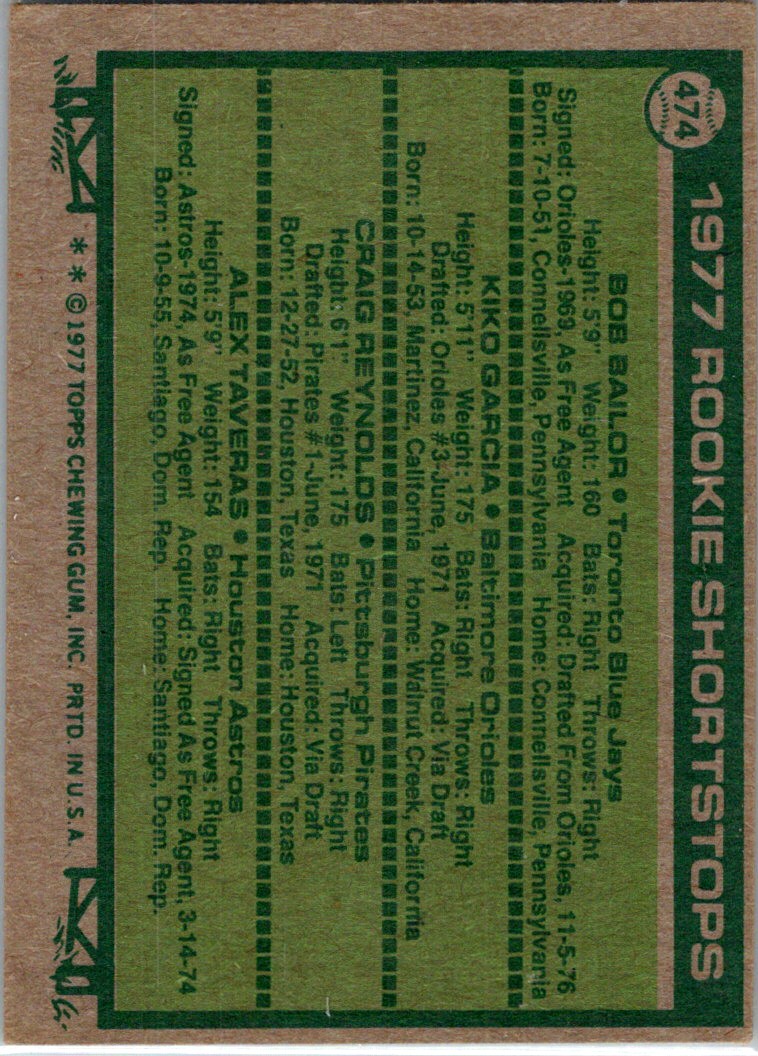 474
1977 ROOKIE SHORTSTOPS
BOB BAILOR • Toronto Blue Jays
Height: 5'9" Weight: 160 Bats: Right Throws: Right
Signed: Orioles-1969, As Free Agent Acquired: Drafted From Orioles, 11-5-76
Born: 7-10-51, Connellsville, Pennsylvania Home: Connellsville, Pennsylvania
KIKO GARCIA • Baltimore Orioles
Height: 5'11" Weight: 175 Bats: Right Throws: Right
Drafted: Orioles #3-June, 1971 Acquired: Via Draft
Born: 10-14-53, Martinez, California Home: Walnut Creek, California
CRAIG REYNOLDS • Pittsburgh Pirates
Height: 6'1" Weight: 175 Bats: Left Throws: Right
Drafted: Pirates #1-June, 1971 Acquired: Via Draft
Born: 12-27-52, Houston, Texas Home: Houston, Texas
ALEX TAVERAS • Houston Astros
Height: 5'9" Weight: 154 Bats: Right Throws: Right
Signed: Astros-1974, As Free Agent Acquired: Signed As Free Agent, 3-14-74
Born: 10-9-55, Santiago, Dom. Rep. Home: Santiago, Dom. Rep.
* * © 1977 TOPPS CHEWING GUM, INC. PRTD. IN U.S.A.